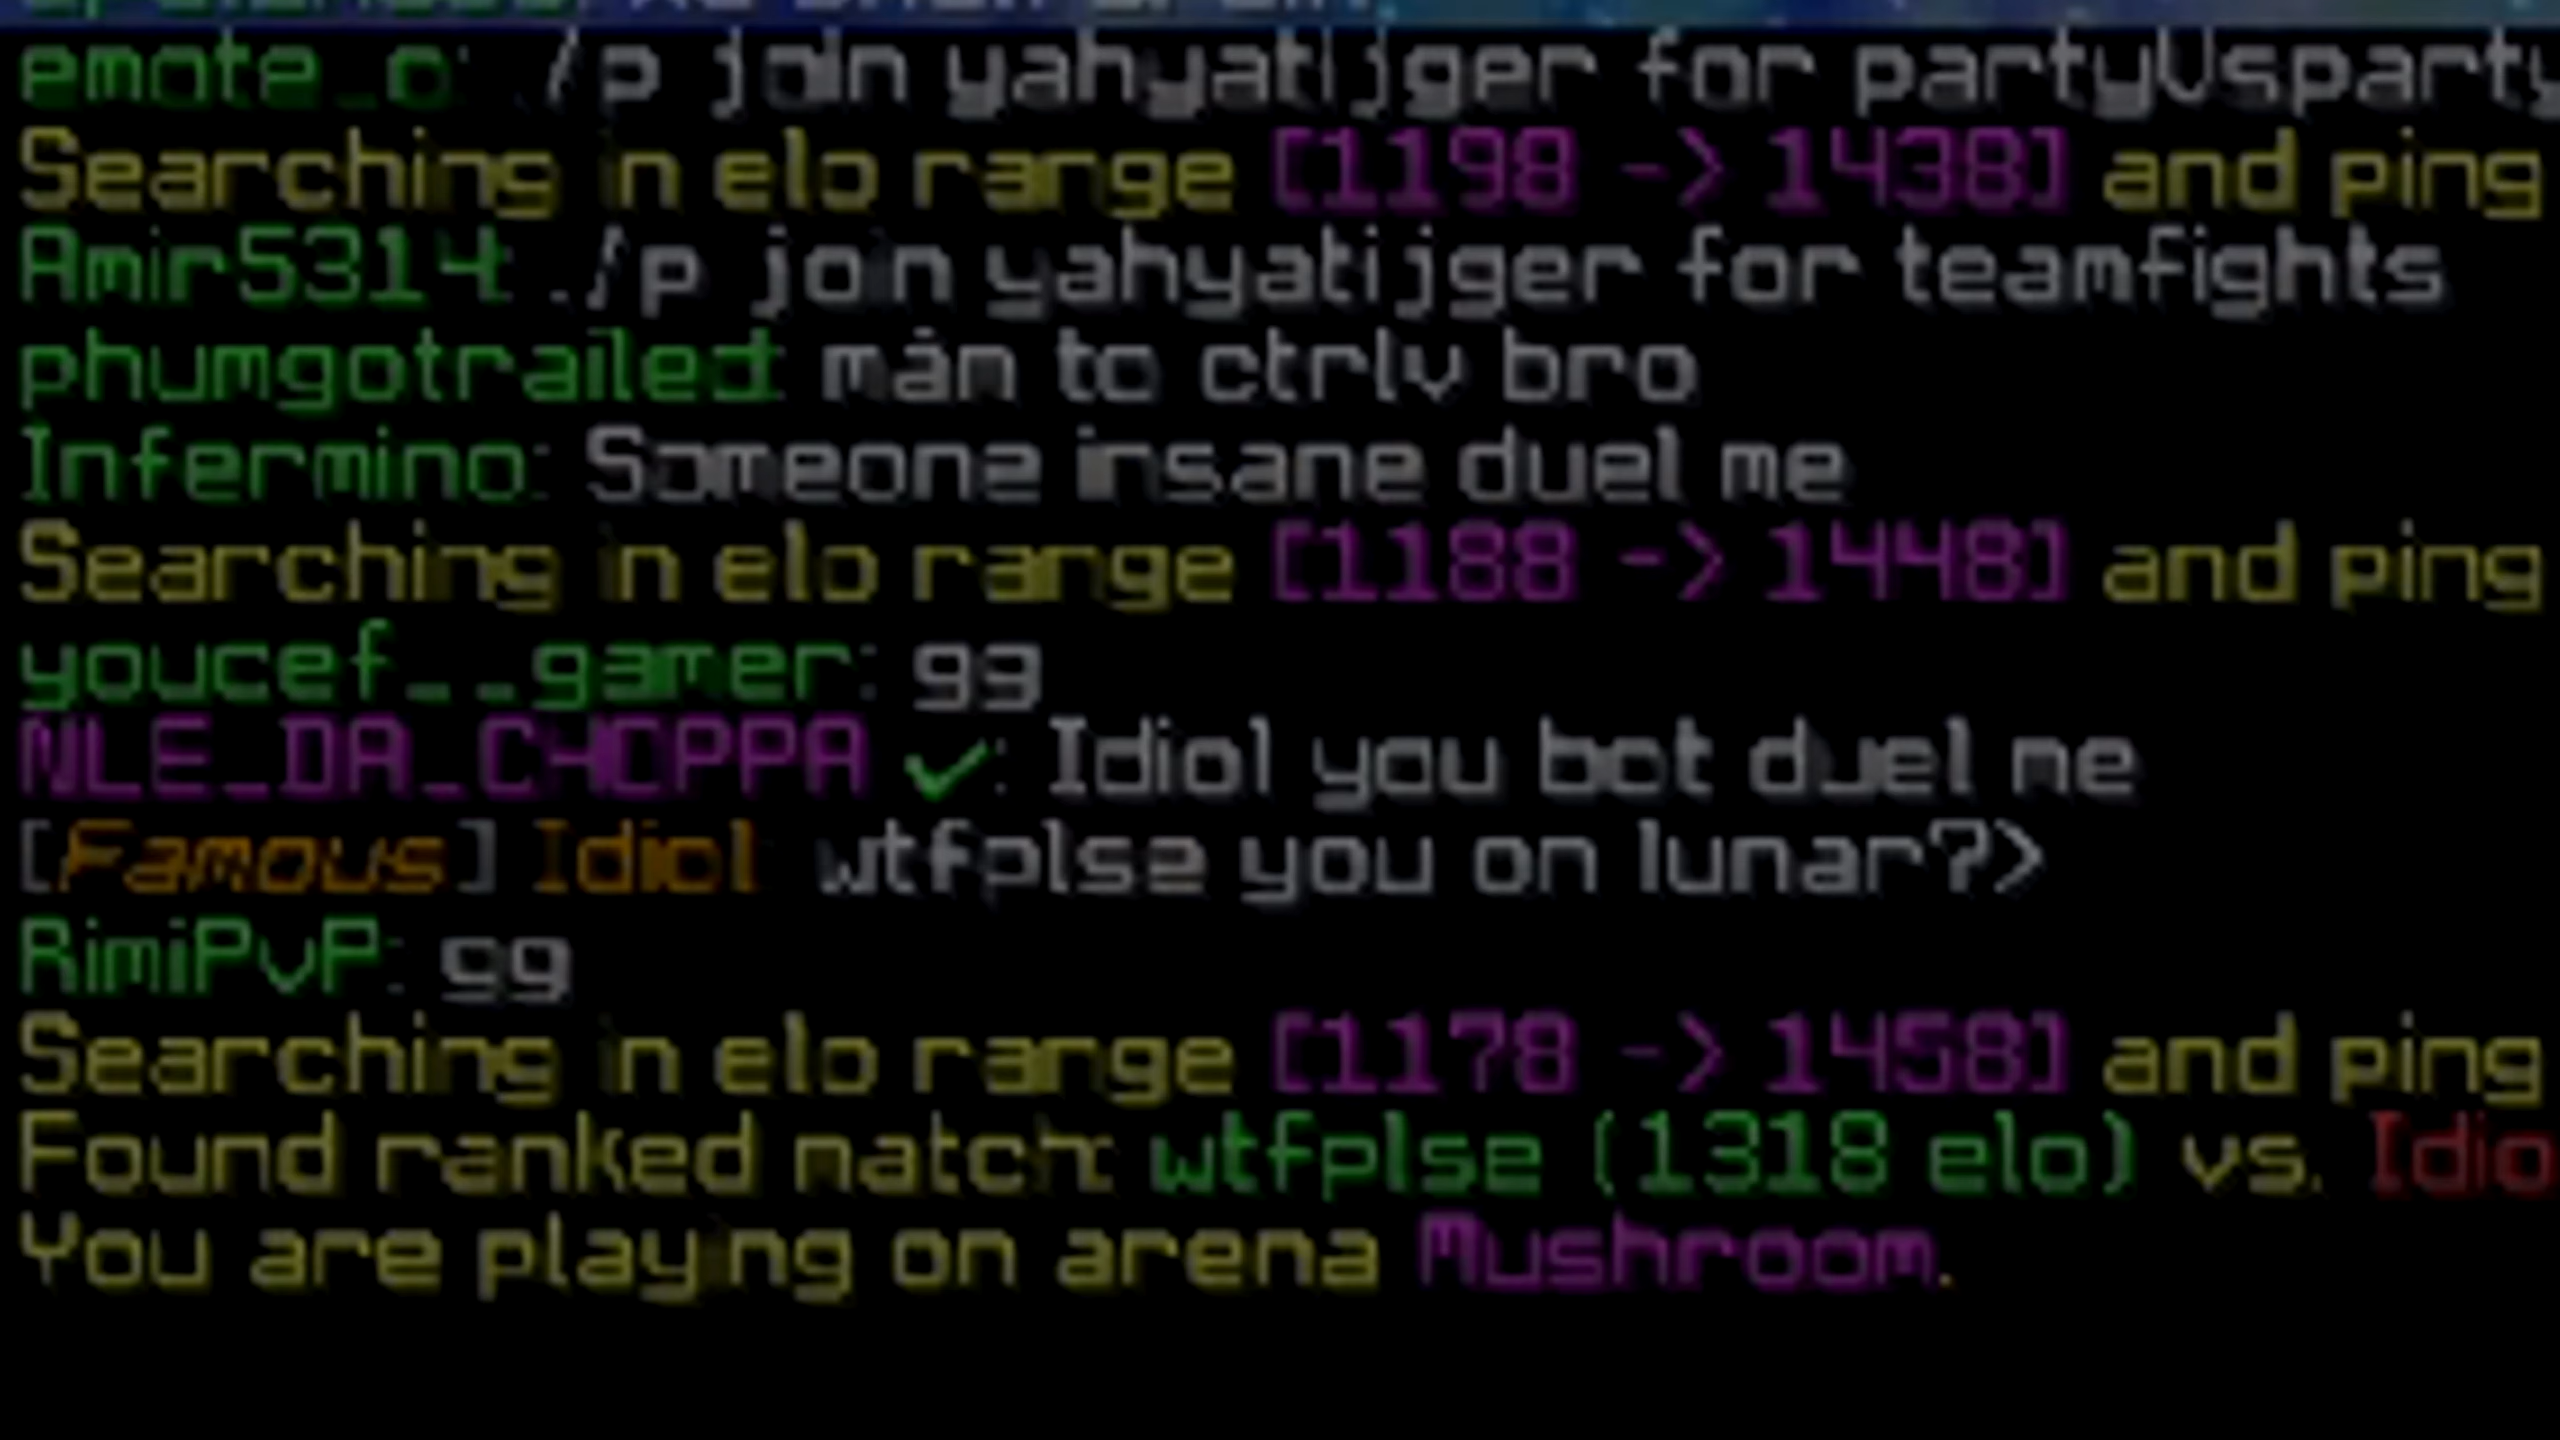 emote_c: /p join yahyatijger for partyVsparty
Searching in elo range [1198 -> 1438] and ping
Amir5314: /p join yahyatijger for teamfights
phumgotrailed: man to ctrlv bro
Infermino: Someone insane duel me
Searching in elo range [1188 -> 1448] and ping
youcef__gamer: gg
NLE_DA_CHOPPA ✔: Idiol you bot duel me
[Famous] Idiol: wtfplse you on lunar?>
RimiPvP: gg
Searching in elo range [1178 -> 1458] and ping
Found ranked match: wtfplse (1318 elo) vs. Idio
You are playing on arena Mushroom.